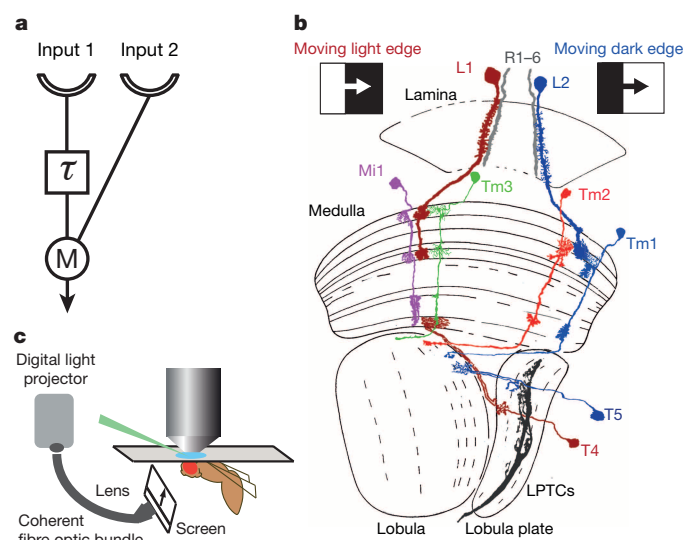 a
Input 1 Input 2
τ
M
b
Moving light edge
Moving dark edge
L1
R1–6
L2
Lamina
Mi1
Tm3
Tm2
Medulla
Tm1
T5
T4
LPTCs
Lobula
Lobula plate
c
Digital light
projector
Lens
Coherent
fibre optic bundle
Screen